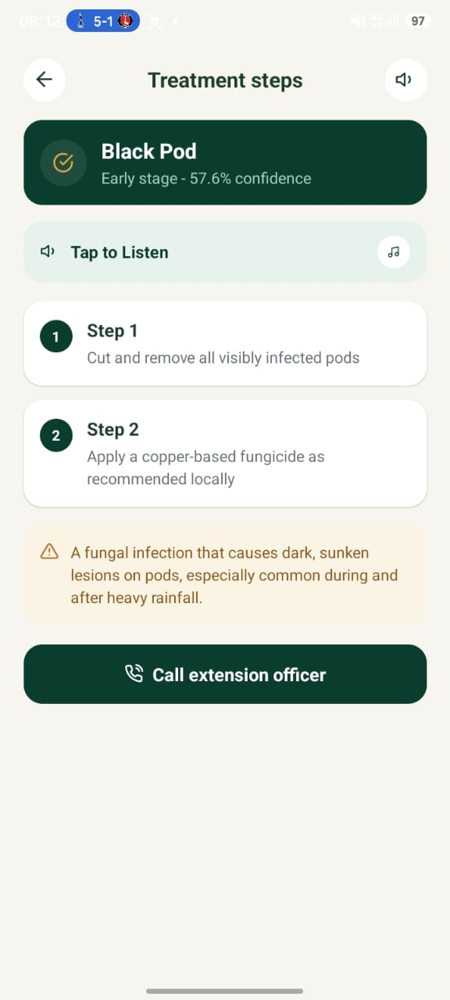 08:12 5-1 97
Treatment steps
Black Pod
Early stage - 57.6% confidence
Tap to Listen
1 Step 1
Cut and remove all visibly infected pods
2 Step 2
Apply a copper-based fungicide as
recommended locally
A fungal infection that causes dark, sunken
lesions on pods, especially common during and
after heavy rainfall.
Call extension officer